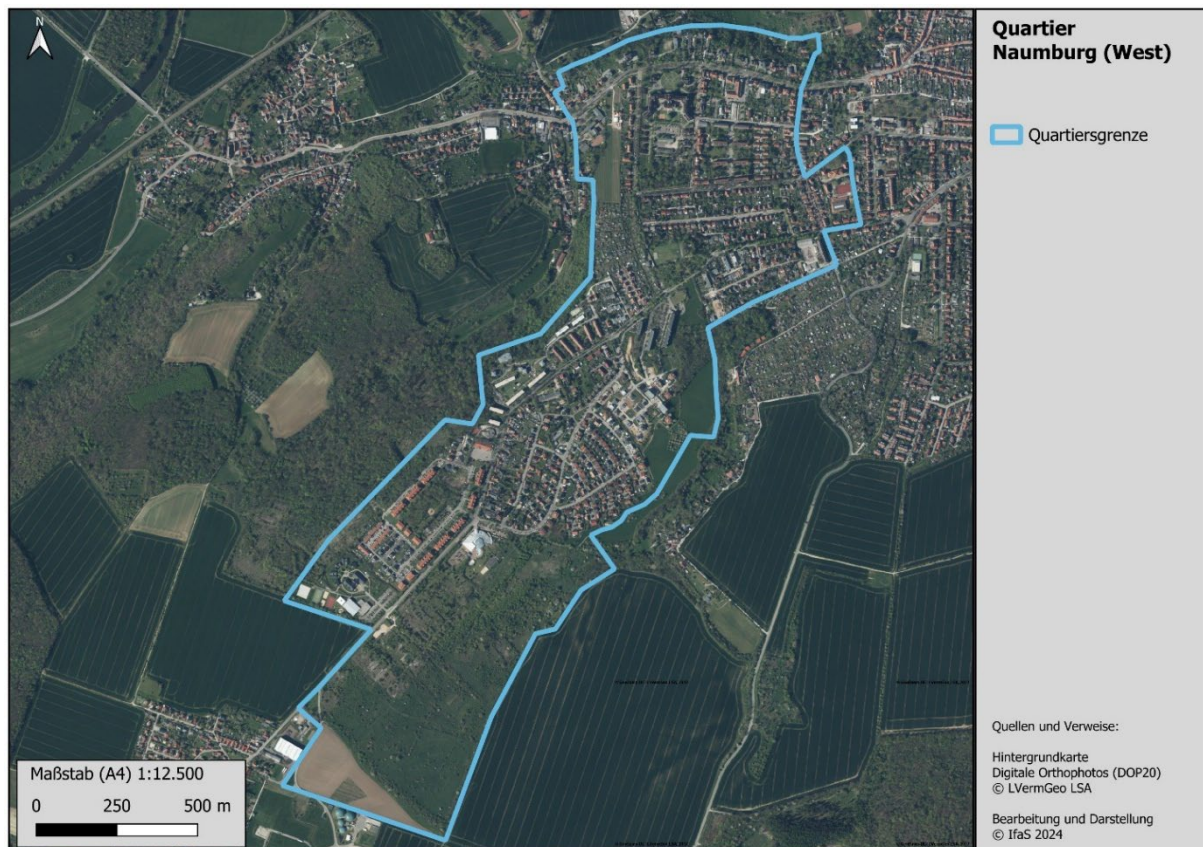 N
Quartier
Naumburg (West)
Quartiersgrenze
Quellen und Verweise:
Hintergrundkarte
Digitale Orthophotos (DOP20)
© LVermGeo LSA
Bearbeitung und Darstellung
© IfaS 2024
Maßstab (A4) 1:12.500
0 250 500 m